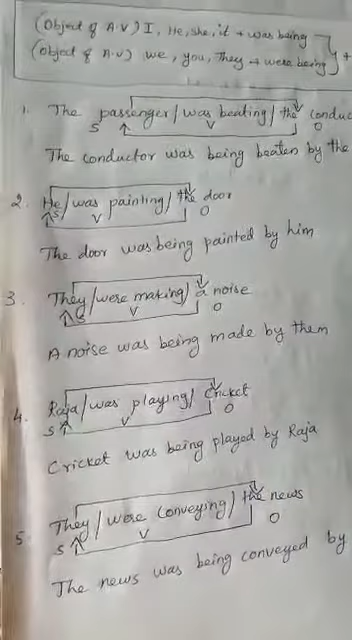 (Object of A.V) I, He, she, it → was being
(Object of A.V) we, you, They → were being } +
1. The passenger / was beating / the conduc
S V O
The conductor was being beaten by the
2. He / was painting / the door
S V O
The door was being painted by him
3. They / were making / a noise
S V O
A noise was being made by them
4. Raja / was playing / Cricket
S V O
Cricket was being played by Raja
5. They / were conveying / the news
S V O
The news was being conveyed by